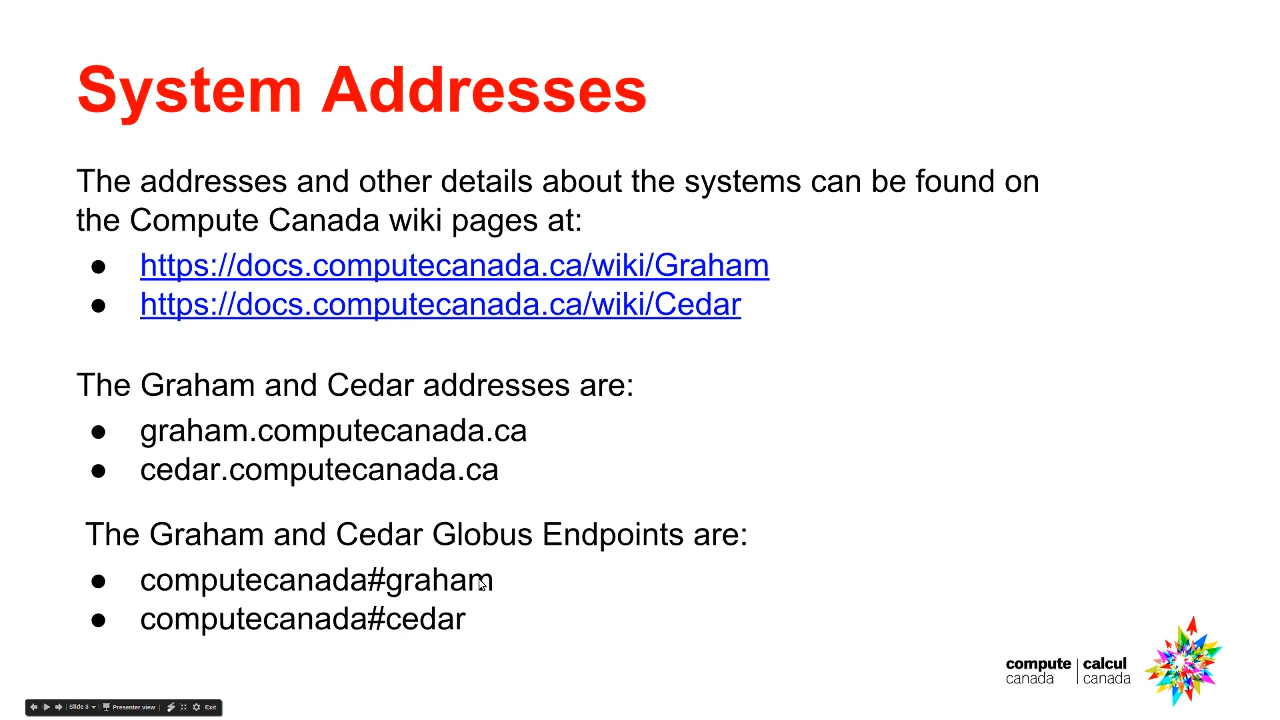 System Addresses
The addresses and other details about the systems can be found on
the Compute Canada wiki pages at:
● https://docs.computecanada.ca/wiki/Graham
● https://docs.computecanada.ca/wiki/Cedar
The Graham and Cedar addresses are:
● graham.computecanada.ca
● cedar.computecanada.ca
The Graham and Cedar Globus Endpoints are:
● computecanada#graham
● computecanada#cedar
compute | calcul
canada | canada
Slide 3 Presenter view Exit